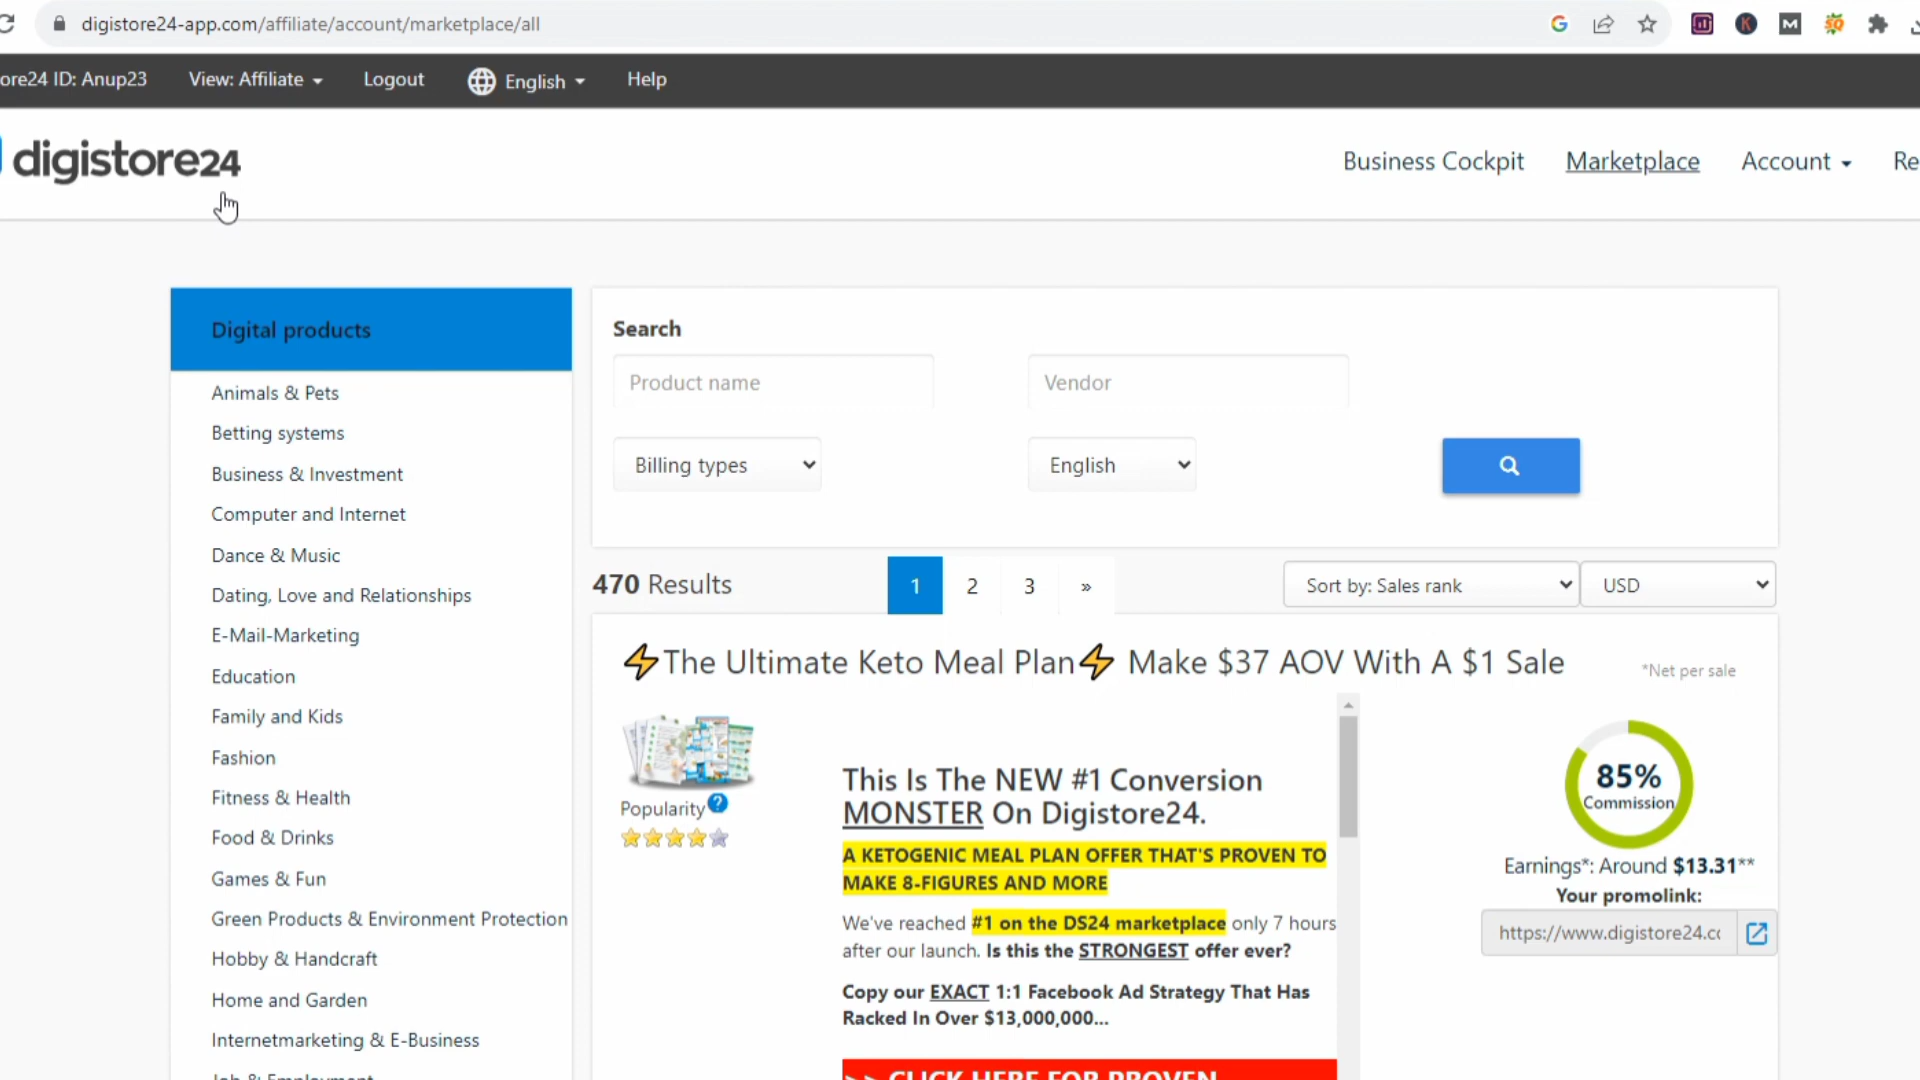 digistore24-app.com/affiliate/account/marketplace/all
ore24 ID: Anup23
View: Affiliate
Logout
English
Help
digistore24
Business Cockpit
Marketplace
Account
Re
Digital products
Animals & Pets
Betting systems
Business & Investment
Computer and Internet
Dance & Music
Dating, Love and Relationships
E-Mail-Marketing
Education
Family and Kids
Fashion
Fitness & Health
Food & Drinks
Games & Fun
Green Products & Environment Protection
Hobby & Handcraft
Home and Garden
Internetmarketing & E-Business
Job & Employment
Search
Product name
Vendor
Billing types
English
470 Results
1 2 3 »
Sort by: Sales rank
USD
⚡The Ultimate Keto Meal Plan⚡ Make $37 AOV With A $1 Sale
*Net per sale
Popularity
This Is The NEW #1 Conversion
MONSTER On Digistore24.
A KETOGENIC MEAL PLAN OFFER THAT'S PROVEN TO
MAKE 8-FIGURES AND MORE
We've reached #1 on the DS24 marketplace only 7 hours
after our launch. Is this the STRONGEST offer ever?
Copy our EXACT 1:1 Facebook Ad Strategy That Has
Racked In Over $13,000,000...
>> CLICK HERE FOR PROVEN
85%
Commission
Earnings*: Around $13.31**
Your promolink:
https://www.digistore24.cc